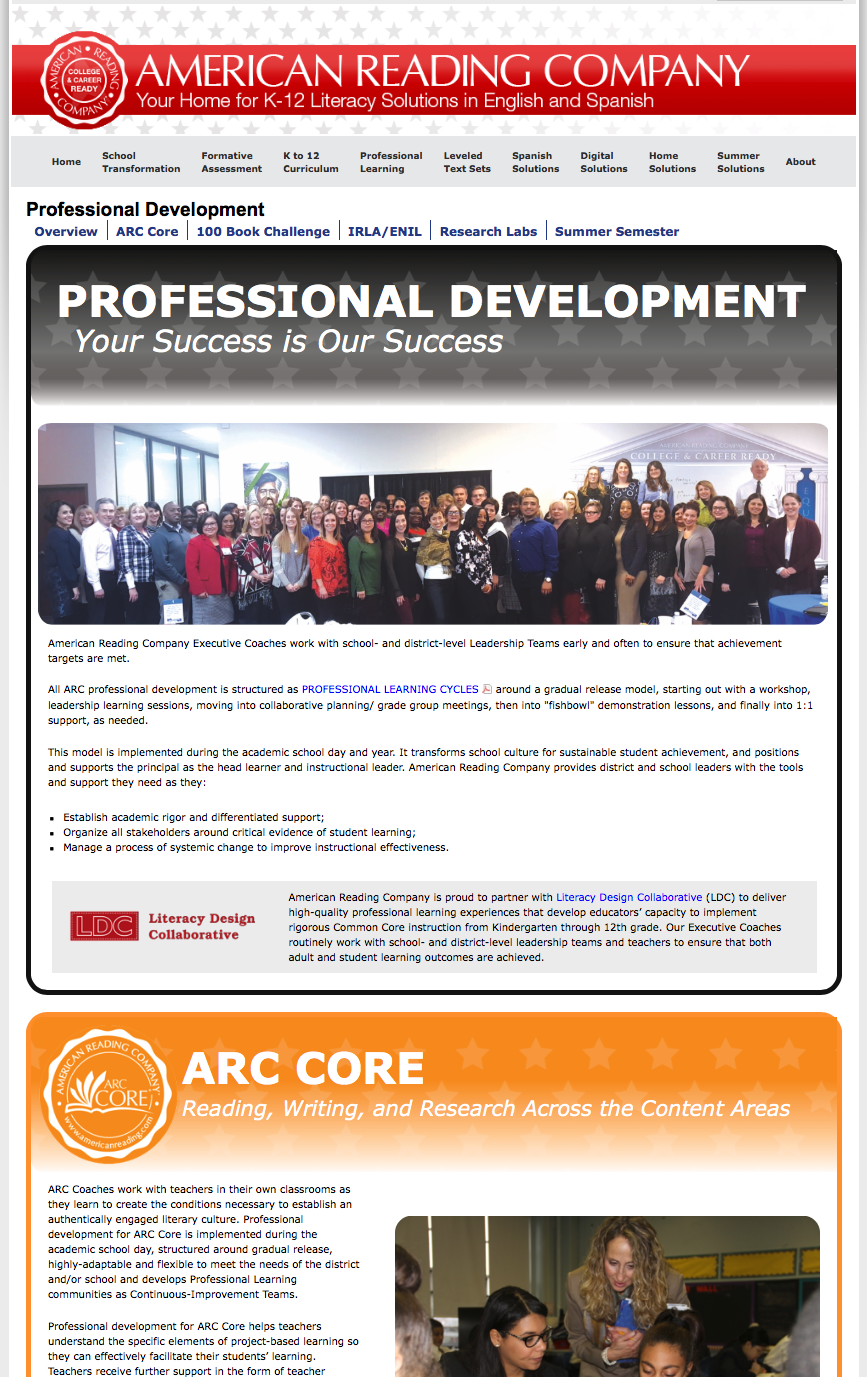 AMERICAN READING COMPANY
COLLEGE
& CAREER
READY
AMERICAN READING COMPANY
Your Home for K-12 Literacy Solutions in English and Spanish
Home
School
Transformation
Formative
Assessment
K to 12
Curriculum
Professional
Learning
Leveled
Text Sets
Spanish
Solutions
Digital
Solutions
Home
Solutions
Summer
Solutions
About
Professional Development
Overview
ARC Core
100 Book Challenge
IRLA/ENIL
Research Labs
Summer Semester
PROFESSIONAL DEVELOPMENT
Your Success is Our Success
AMERICAN READING COMPANY
COLLEGE & CAREER READY
American Reading Company Executive Coaches work with school- and district-level Leadership Teams early and often to ensure that achievement
targets are met.
All ARC professional development is structured as PROFESSIONAL LEARNING CYCLES around a gradual release model, starting out with a workshop,
leadership learning sessions, moving into collaborative planning/ grade group meetings, then into "fishbowl" demonstration lessons, and finally into 1:1
support, as needed.
This model is implemented during the academic school day and year. It transforms school culture for sustainable student achievement, and positions
and supports the principal as the head learner and instructional leader. American Reading Company provides district and school leaders with the tools
and support they need as they:
Establish academic rigor and differentiated support;
Organize all stakeholders around critical evidence of student learning;
Manage a process of systemic change to improve instructional effectiveness.
LDC
Literacy Design
Collaborative
American Reading Company is proud to partner with Literacy Design Collaborative (LDC) to deliver
high-quality professional learning experiences that develop educators’ capacity to implement
rigorous Common Core instruction from Kindergarten through 12th grade. Our Executive Coaches
routinely work with school- and district-level leadership teams and teachers to ensure that both
adult and student learning outcomes are achieved.
AMERICAN READING COMPANY
ARC
CORE
www.americanreading.com
ARC CORE
Reading, Writing, and Research Across the Content Areas
ARC Coaches work with teachers in their own classrooms as
they learn to create the conditions necessary to establish an
authentically engaged literary culture. Professional
development for ARC Core is implemented during the
academic school day, structured around gradual release,
highly-adaptable and flexible to meet the needs of the district
and/or school and develops Professional Learning
communities as Continuous-Improvement Teams.
Professional development for ARC Core helps teachers
understand the specific elements of project-based learning so
they can effectively facilitate their students’ learning.
Teachers receive further support in the form of teacher
WALL